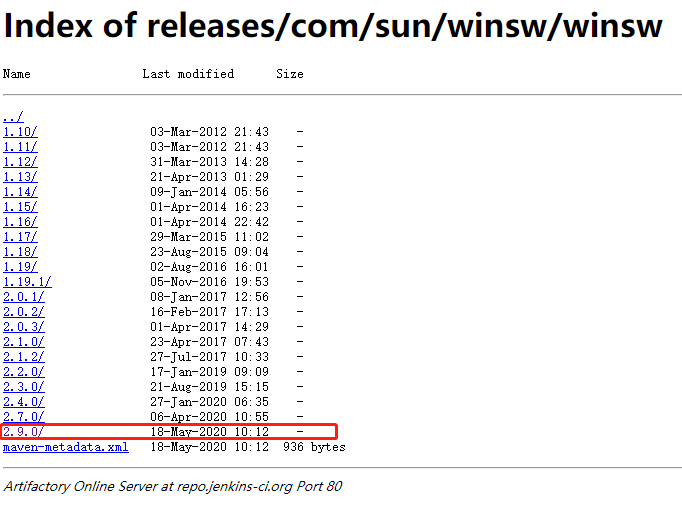 Index of releases/com/sun/winsw/winsw
Name Last modified Size
../
1.10/ 03-Mar-2012 21:43 -
1.11/ 03-Mar-2012 21:43 -
1.12/ 31-Mar-2013 14:28 -
1.13/ 21-Apr-2013 01:29 -
1.14/ 09-Jan-2014 05:56 -
1.15/ 01-Apr-2014 16:23 -
1.16/ 01-Apr-2014 22:42 -
1.17/ 29-Mar-2015 11:02 -
1.18/ 23-Aug-2015 09:04 -
1.19/ 02-Aug-2016 16:01 -
1.19.1/ 05-Nov-2016 19:53 -
2.0.1/ 08-Jan-2017 12:56 -
2.0.2/ 16-Feb-2017 17:13 -
2.0.3/ 01-Apr-2017 14:29 -
2.1.0/ 23-Apr-2017 07:43 -
2.1.2/ 27-Jul-2017 10:33 -
2.2.0/ 17-Jan-2019 09:09 -
2.3.0/ 21-Aug-2019 15:15 -
2.4.0/ 27-Jan-2020 06:35 -
2.7.0/ 06-Apr-2020 10:55 -
2.9.0/ 18-May-2020 10:12 -
maven-metadata.xml 18-May-2020 10:12 936 bytes
Artifactory Online Server at repo.jenkins-ci.org Port 80